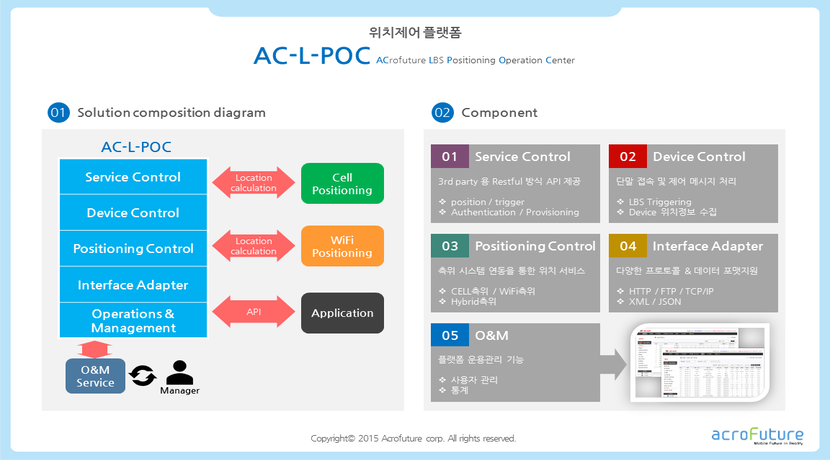 위치제어 플랫폼
AC-L-POC ACrofuture LBS Positioning Operation Center
01 Solution composition diagram
AC-L-POC
Service Control
Device Control
Positioning Control
Interface Adapter
Operations &
Management
Location
calculation
Cell
Positioning
Location
calculation
WiFi
Positioning
API
Application
O&M
Service
Manager
02 Component
01 Service Control
3rd party 용 Restful 방식 API 제공
❖ position / trigger
❖ Authentication / Provisioning
02 Device Control
단말 접속 및 제어 메시지 처리
❖ LBS Triggering
❖ Device 위치정보 수집
03 Positioning Control
측위 시스템 연동을 통한 위치 서비스
❖ CELL측위 / WiFi측위
❖ Hybrid측위
04 Interface Adapter
다양한 프로토콜 & 데이터 포맷지원
❖ HTTP / FTP / TCP/IP
❖ XML / JSON
05 O&M
플랫폼 운용관리 기능
❖ 사용자 관리
❖ 통계
Copyright© 2015 Acrofuture corp. All rights reserved.
acroFuture
Mobile Future in Reality